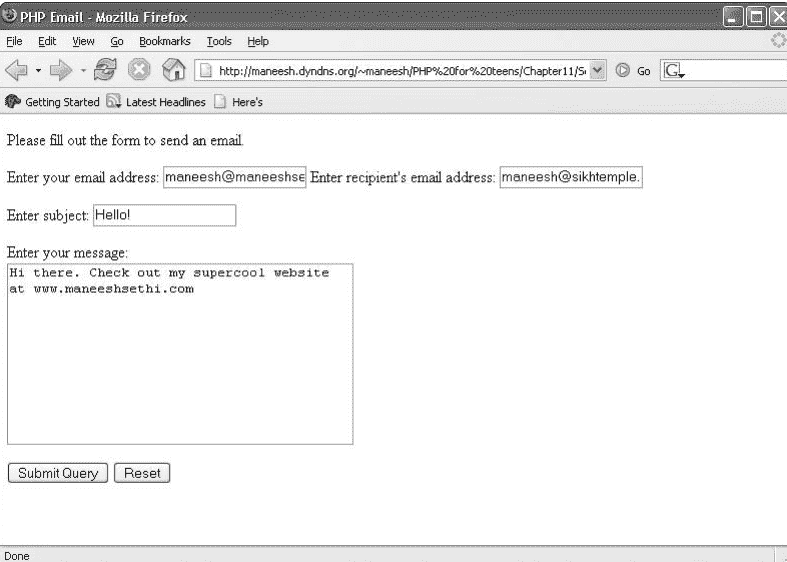 PHP Email - Mozilla Firefox
File Edit View Go Bookmarks Tools Help
http://maneesh.dyndns.org/~maneesh/PHP%20for%20teens/Chapter11/S Go G
Getting Started Latest Headlines Here's
Please fill out the form to send an email.
Enter your email address: maneesh@maneeshse Enter recipient's email address: maneesh@sikhtemple.
Enter subject: Hello!
Enter your message:
Hi there. Check out my supercool website
at www.maneeshsethi.com
Submit Query Reset
Done